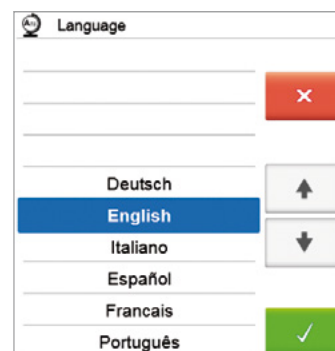 Language
Deutsch
English
Italiano
Español
Francais
Português